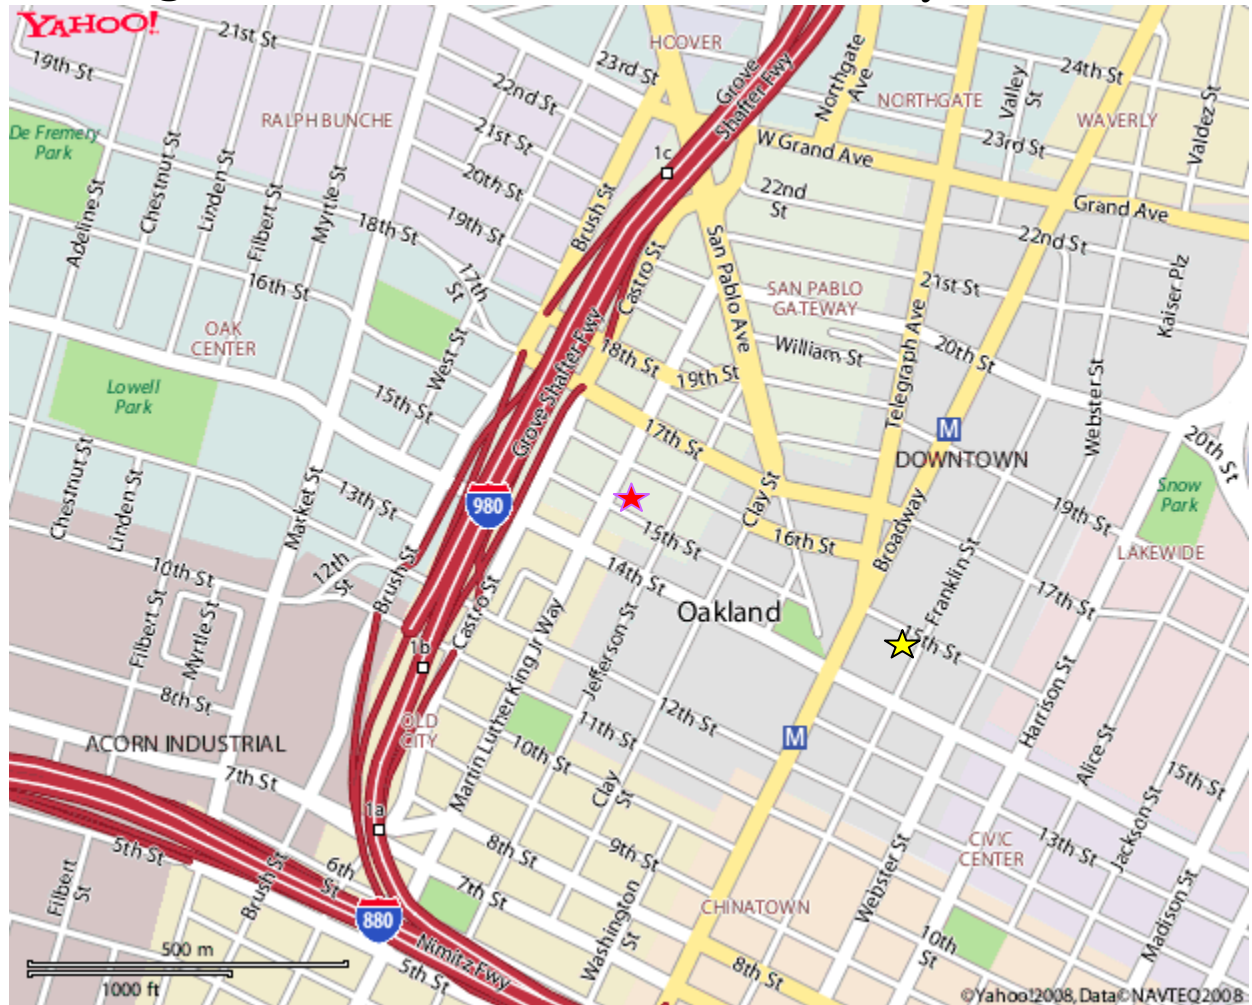 YAHOO!
21st St
19th St
HOOVER
23rd St
22nd St
Grove
Shafter Fwy
Northgate
Ave
NORTHGATE
Valley
St
24th St
WAVERLY
Valdez St
23rd St
De Fremery
Park
RALPH BUNCHE
21st St
20th St
19th St
1c
W Grand Ave
22nd
St
Grand Ave
Chestnut St
Linden St
Filbert St
Myrtle St
Adeline St
18th St
17th
St
16th St
Brush St
Castro St
San Pablo Ave
22nd St
21st St
Kaiser Plz
SAN PABLO
GATEWAY
OAK
CENTER
West St
Grove Shafter Fwy
18th St
19th St
William St
Telegraph Ave
20th St
Webster St
Lowell
Park
15th St
17th St
M
DOWNTOWN
20th St
Chestnut St
Linden St
Market St
13th St
980
Clay St
16th St
Broadway
19th St
Snow
Park
LAKEWIDE
10th St
12th
St
Brush St
15th St
14th St
Oakland
Franklin St
17th St
15th St
Filbert St
Myrtle St
Castro St
1b
Martin Luther King Jr Way
Jefferson St
Harrison St
8th St
OLD
CITY
12th St
11th St
10th St
M
ACORN INDUSTRIAL
7th St
Clay
St
Alice St
15th St
1a
Jackson St
5th St
Filbert
St
Brush St
6th
St
8th St
9th St
7th St
13th St
CIVIC
CENTER
Webster St
Madison St
CHINATOWN
880
Nimitz Fwy
5th St
Washington
St
8th St
10th
St
500 m
1000 ft
©Yahoo!2008, Data©NAVTEQ2008